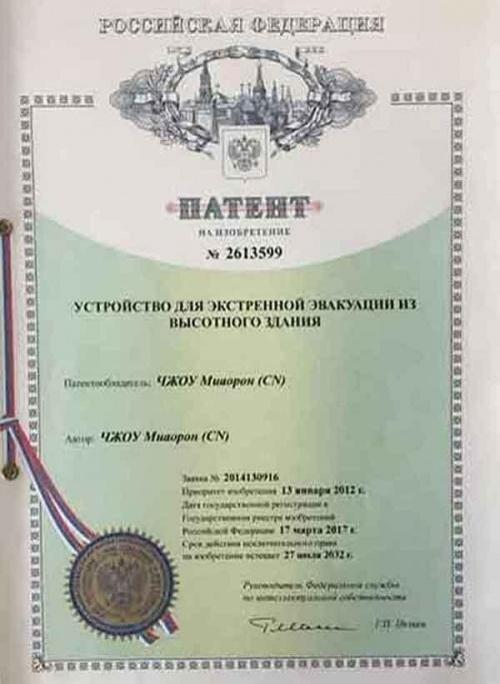 РОССИЙСКАЯ ФЕДЕРАЦИЯ
ПАТЕНТ
НА ИЗОБРЕТЕНИЕ
№ 2613599
УСТРОЙСТВО ДЛЯ ЭКСТРЕННОЙ ЭВАКУАЦИИ ИЗ
ВЫСОТНОГО ЗДАНИЯ
Патентообладатель: ЧЖОУ Миаорон (CN)
Автор: ЧЖОУ Миаорон (CN)
Заявка № 2014130916
Приоритет изобретения 13 января 2012 г.
Дата государственной регистрации в
Государственном реестре изобретений
Российской Федерации 17 марта 2017 г.
Срок действия исключительного права
на изобретение истекает 27 июля 2032 г.
Руководитель Федеральной службы
по интеллектуальной собственности
Г.П. Ивлиев